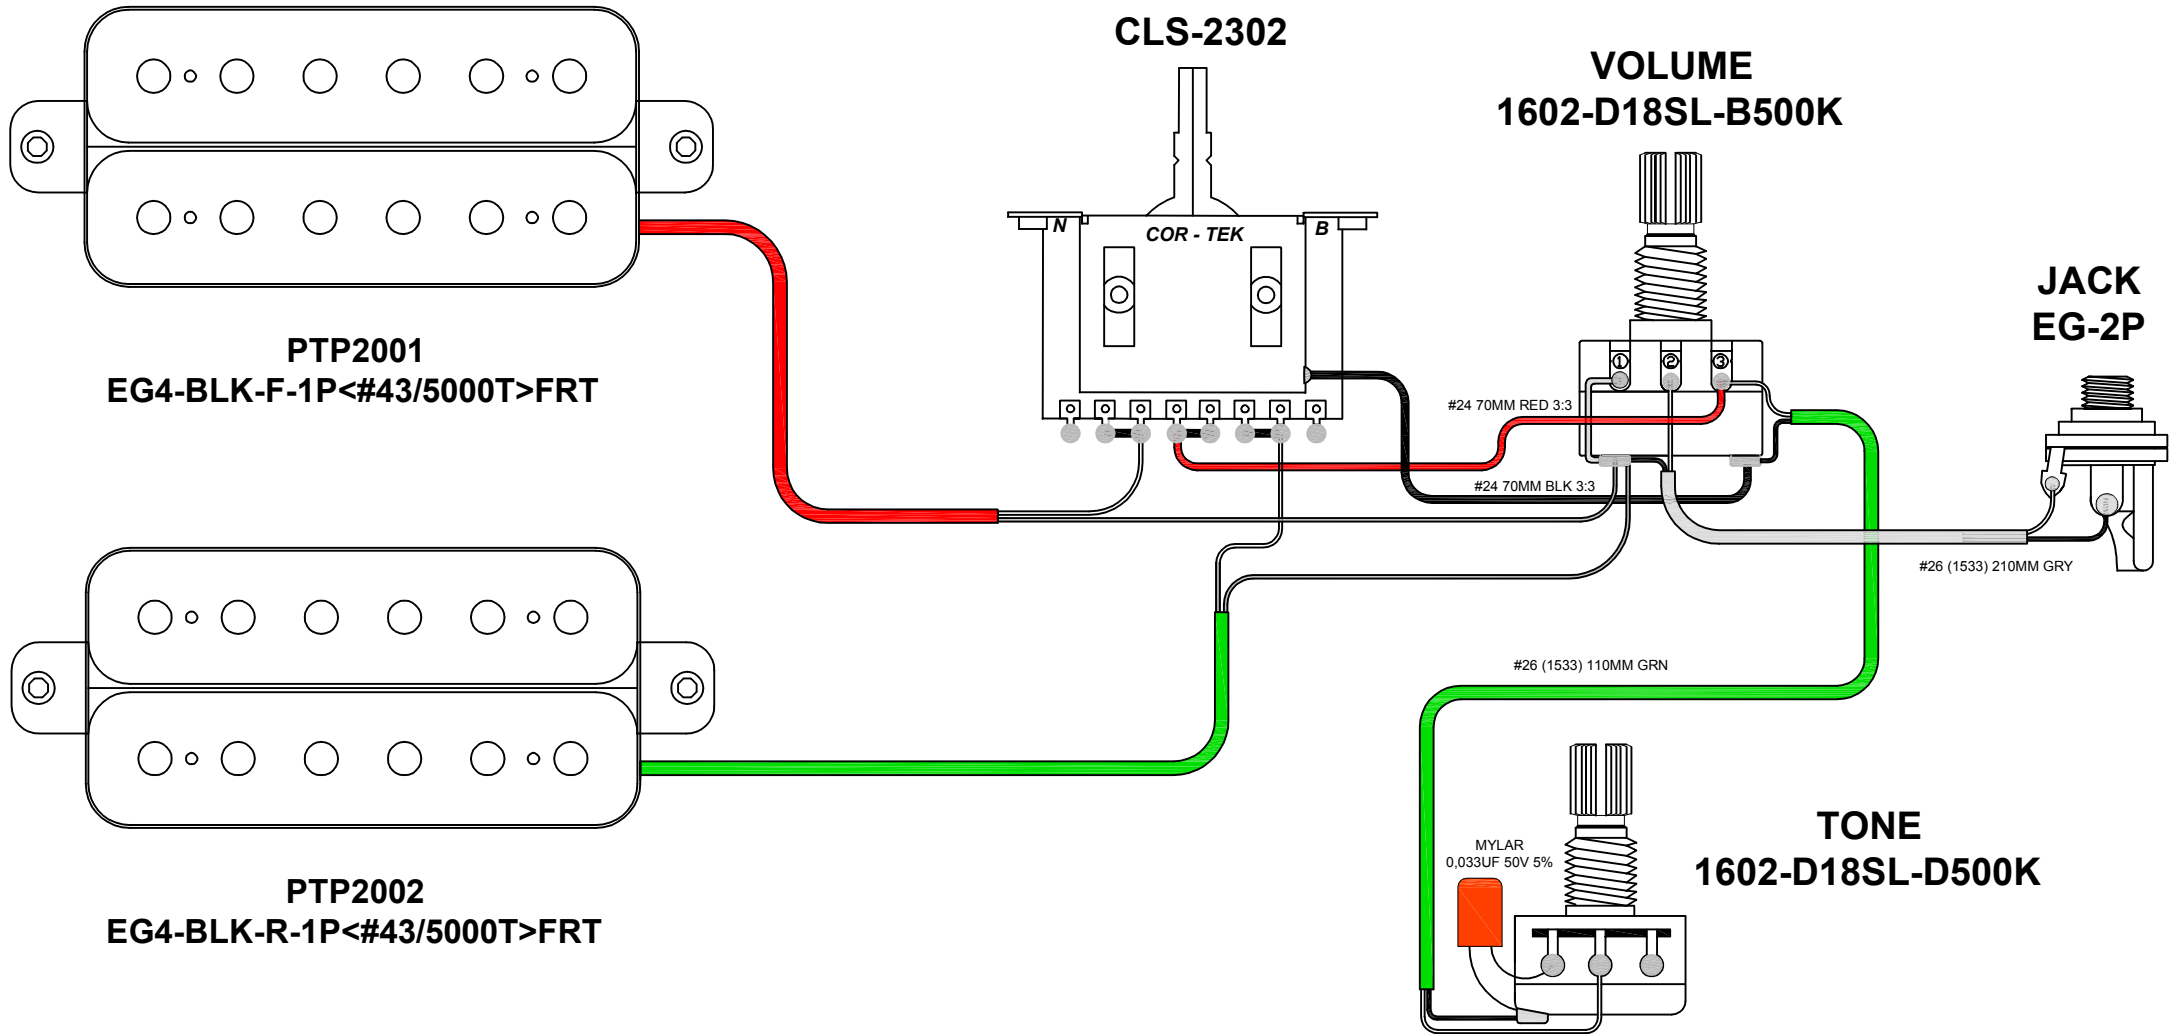 CLS-2302
VOLUME
1602-D18SL-B500K
N
COR - TEK
B
JACK
EG-2P
1
2
3
PTP2001
EG4-BLK-F-1P<#43/5000T>FRT
#24 70MM RED 3:3
#24 70MM BLK 3:3
#26 (1533) 210MM GRY
#26 (1533) 110MM GRN
MYLAR
0,033UF 50V 5%
TONE
1602-D18SL-D500K
PTP2002
EG4-BLK-R-1P<#43/5000T>FRT